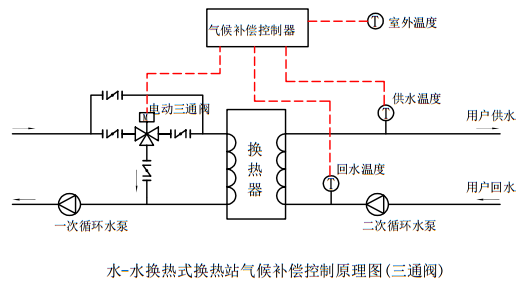 气候补偿控制器
T
室外温度
M
电动三通阀
供水温度
T
用户供水
换热器
回水温度
T
用户回水
一次循环水泵
二次循环水泵
水-水换热式换热站气候补偿控制原理图(三通阀)